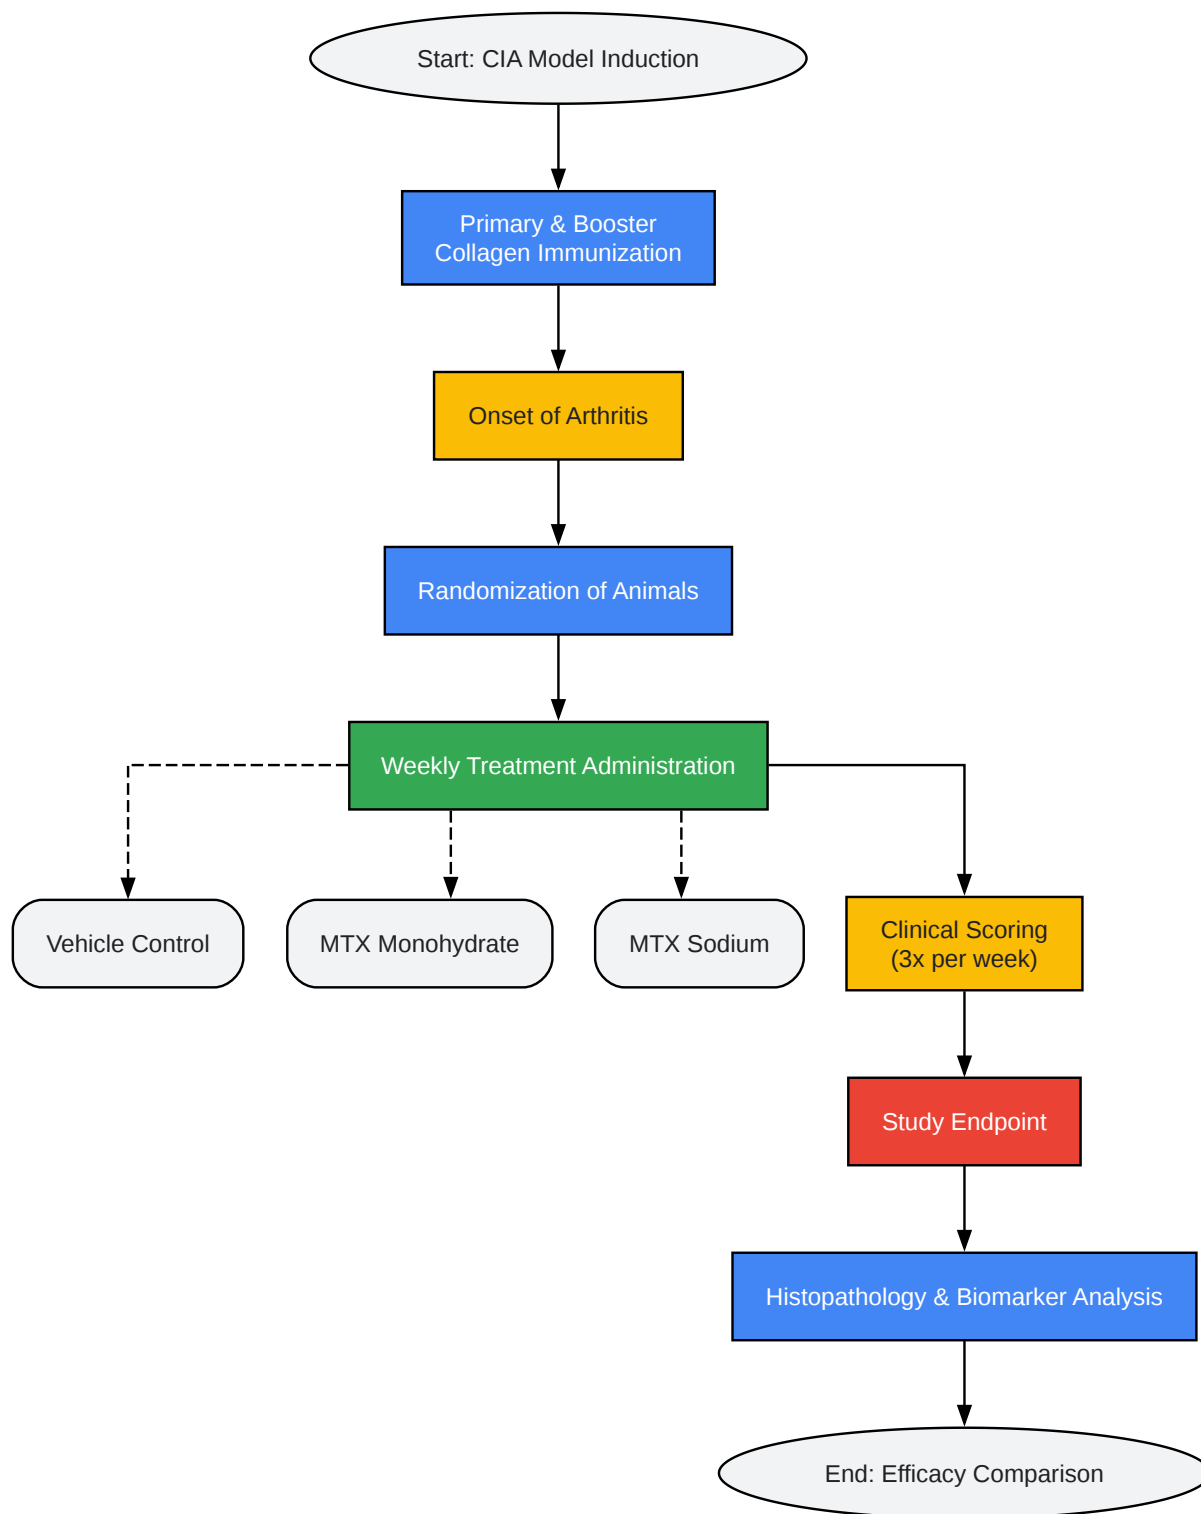 Start: CIA Model Induction
Primary & Booster
Collagen Immunization
Onset of Arthritis
Randomization of Animals
Weekly Treatment Administration
Vehicle Control
MTX Monohydrate
MTX Sodium
Clinical Scoring
(3x per week)
Study Endpoint
Histopathology & Biomarker Analysis
End: Efficacy Comparison